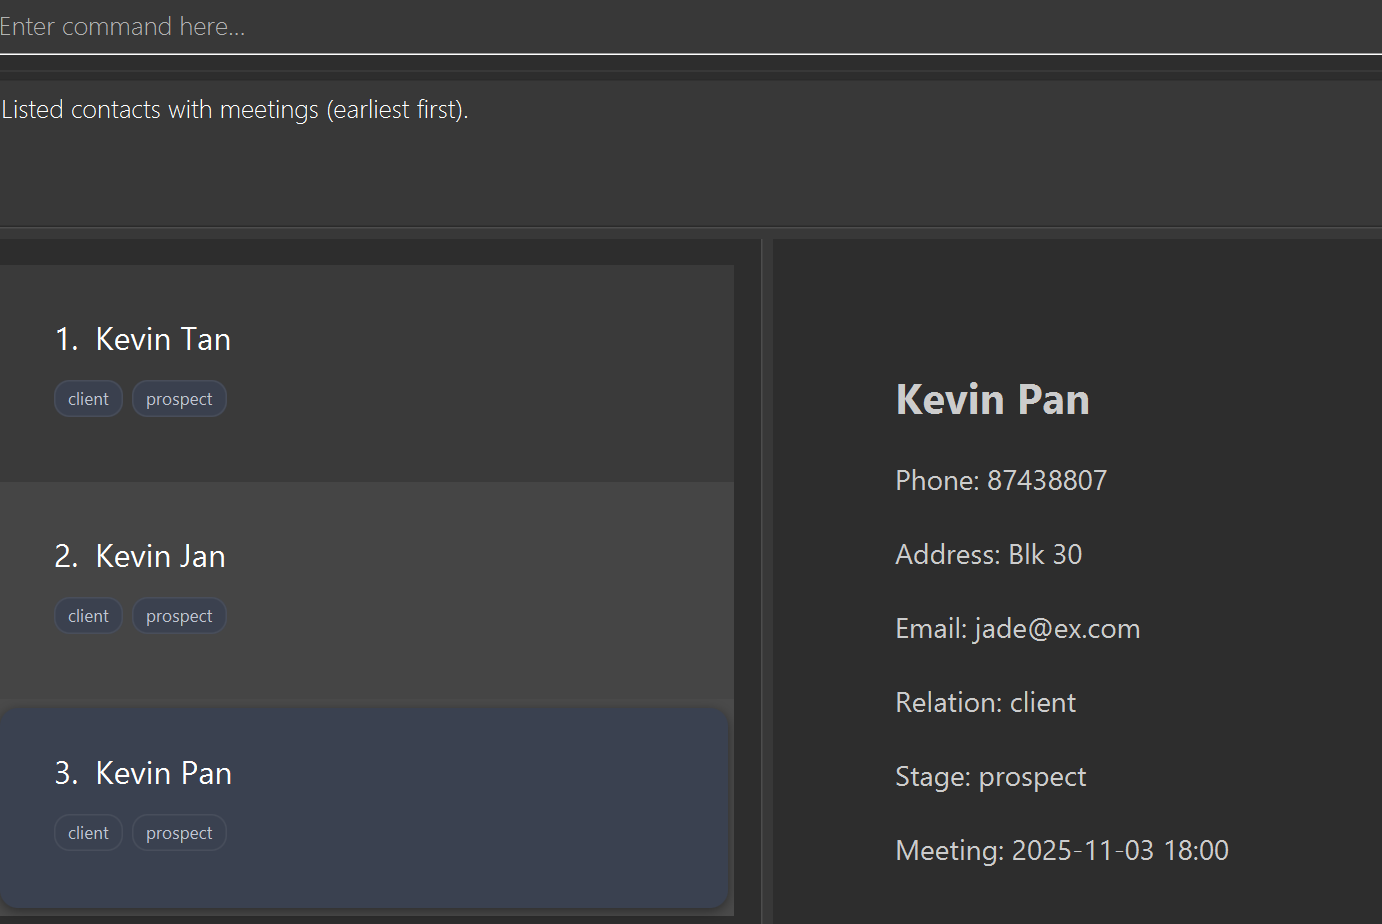 Enter command here...
Listed contacts with meetings (earliest first).
1. Kevin Tan
client prospect
2. Kevin Jan
client prospect
3. Kevin Pan
client prospect
Kevin Pan
Phone: 87438807
Address: Blk 30
Email: jade@ex.com
Relation: client
Stage: prospect
Meeting: 2025-11-03 18:00